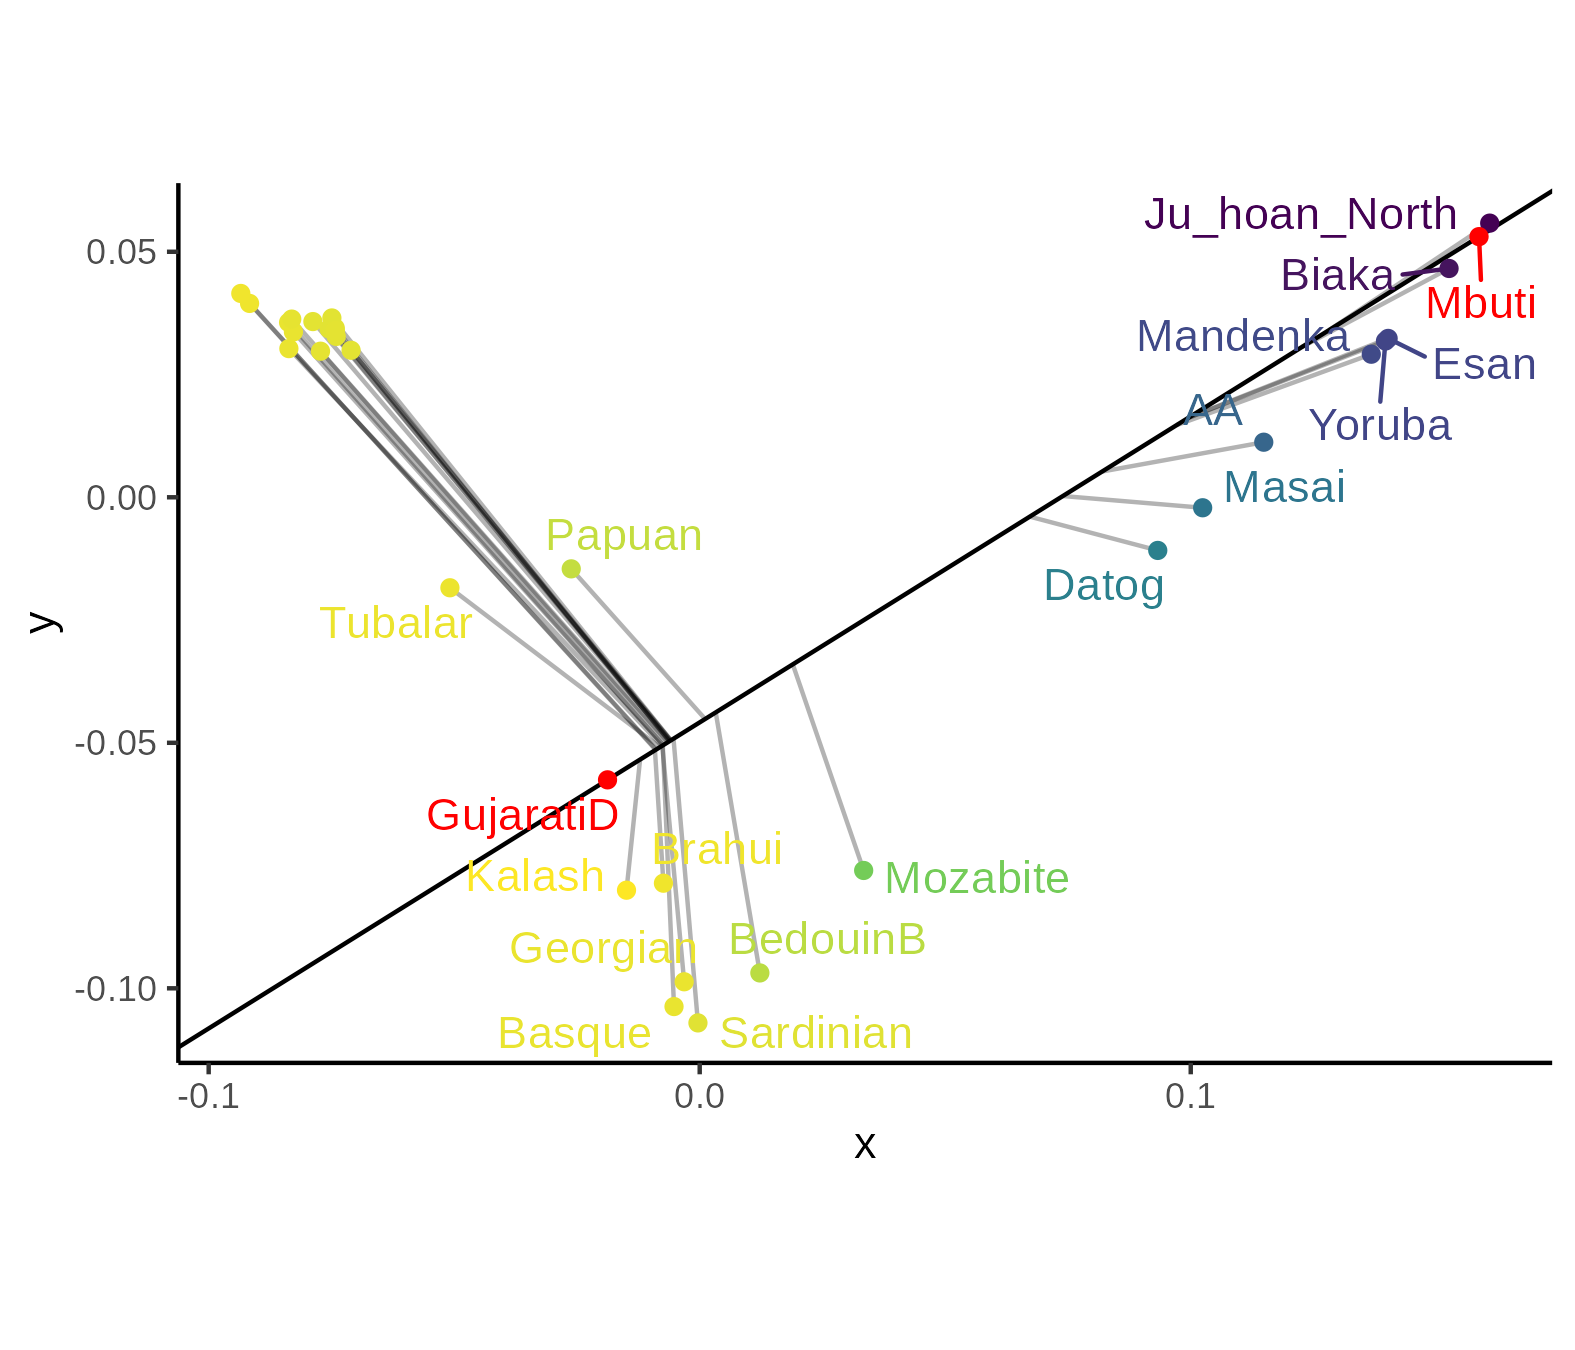 Ju_hoan_North
0.05
Biaka
Mbuti
Mandenka
Esan
AA
Yoruba
Masai
0.00
Papuan
Datog
Tubalar
y
-0.05
GujaratiD
Brahui
Kalash
Mozabite
BedouinB
Georgian
-0.10
Basque
Sardinian
-0.1
0.0
0.1
x